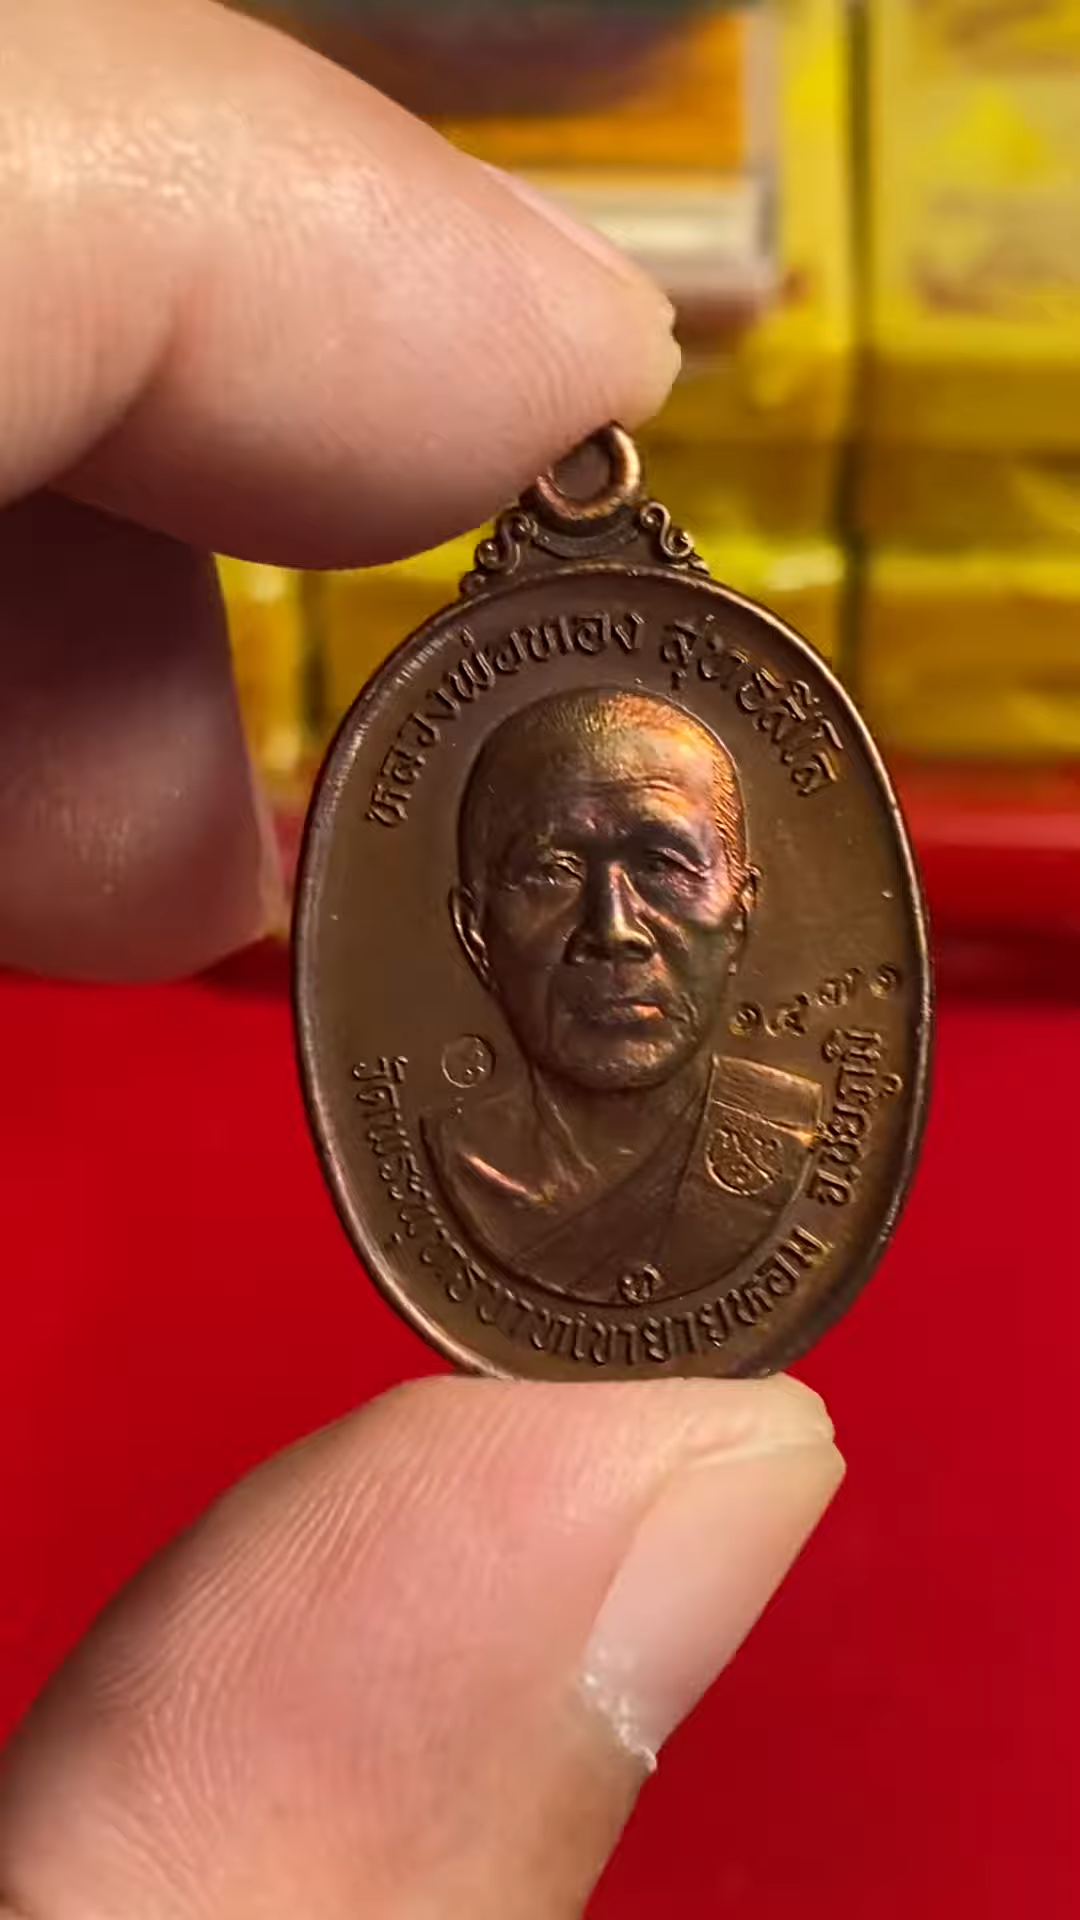 หลวงพ่อทอง สุทธสีโล
๑๔๗๑
วัดพระพุทธบาทเขายายหอม จ.ชัยภูมิ